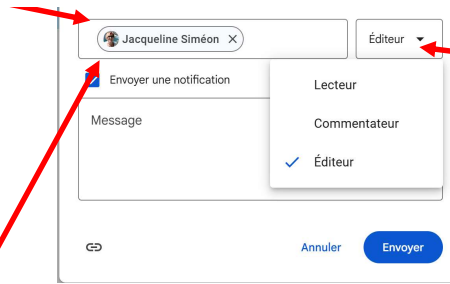 Jacqueline Siméon
Éditeur
Envoyer une notification
Lecteur
Message
Commentateur
Éditeur
Annuler
Envoyer